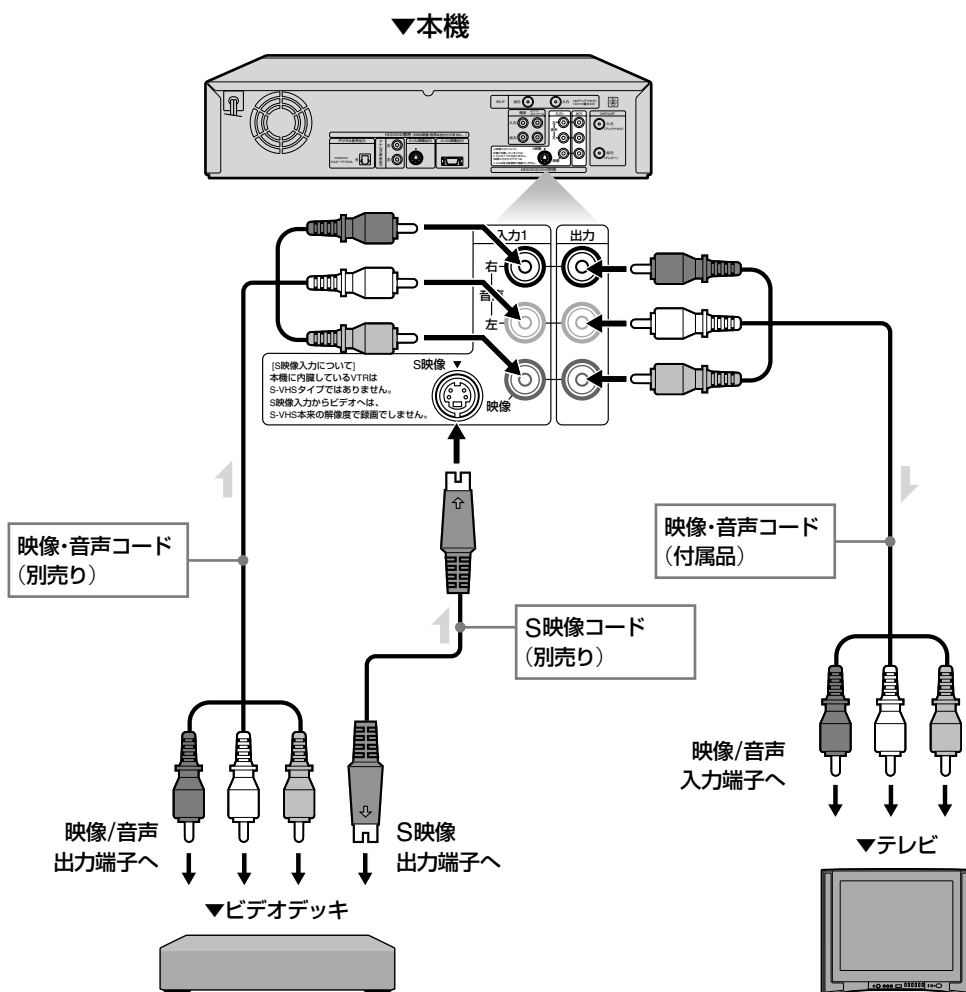 ▼本機
入力1
出力
右
音声
左
[S映像入力について]
本機に内臓しているVTRは
S-VHSタイプではありません。
S映像入力からビデオへは、
S-VHS本来の解像度で録画でしません。
S映像▼
映像
映像・音声コード
（別売り）
映像・音声コード
（付属品）
S映像コード
（別売り）
映像/音声
出力端子へ
S映像
出力端子へ
映像/音声
入力端子へ
▼ビデオデッキ
▼テレビ